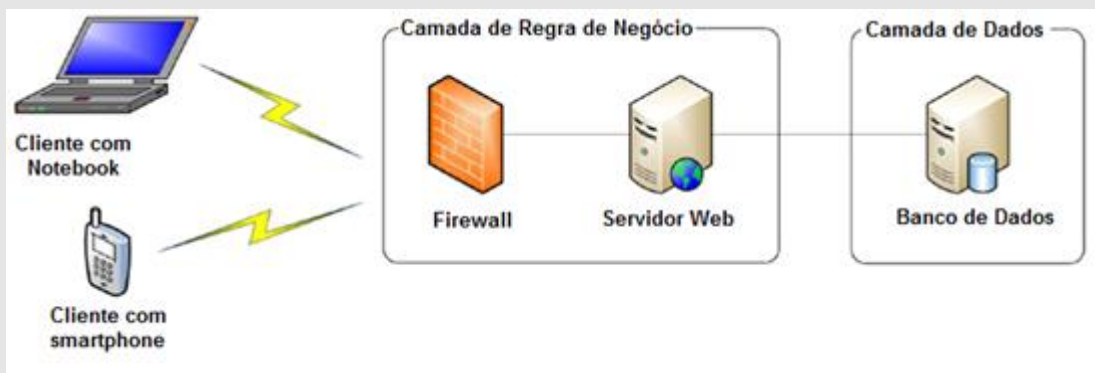 Camada de Regra de Negócio
Camada de Dados
Cliente com
Notebook
Firewall
Servidor Web
Banco de Dados
Cliente com
smartphone